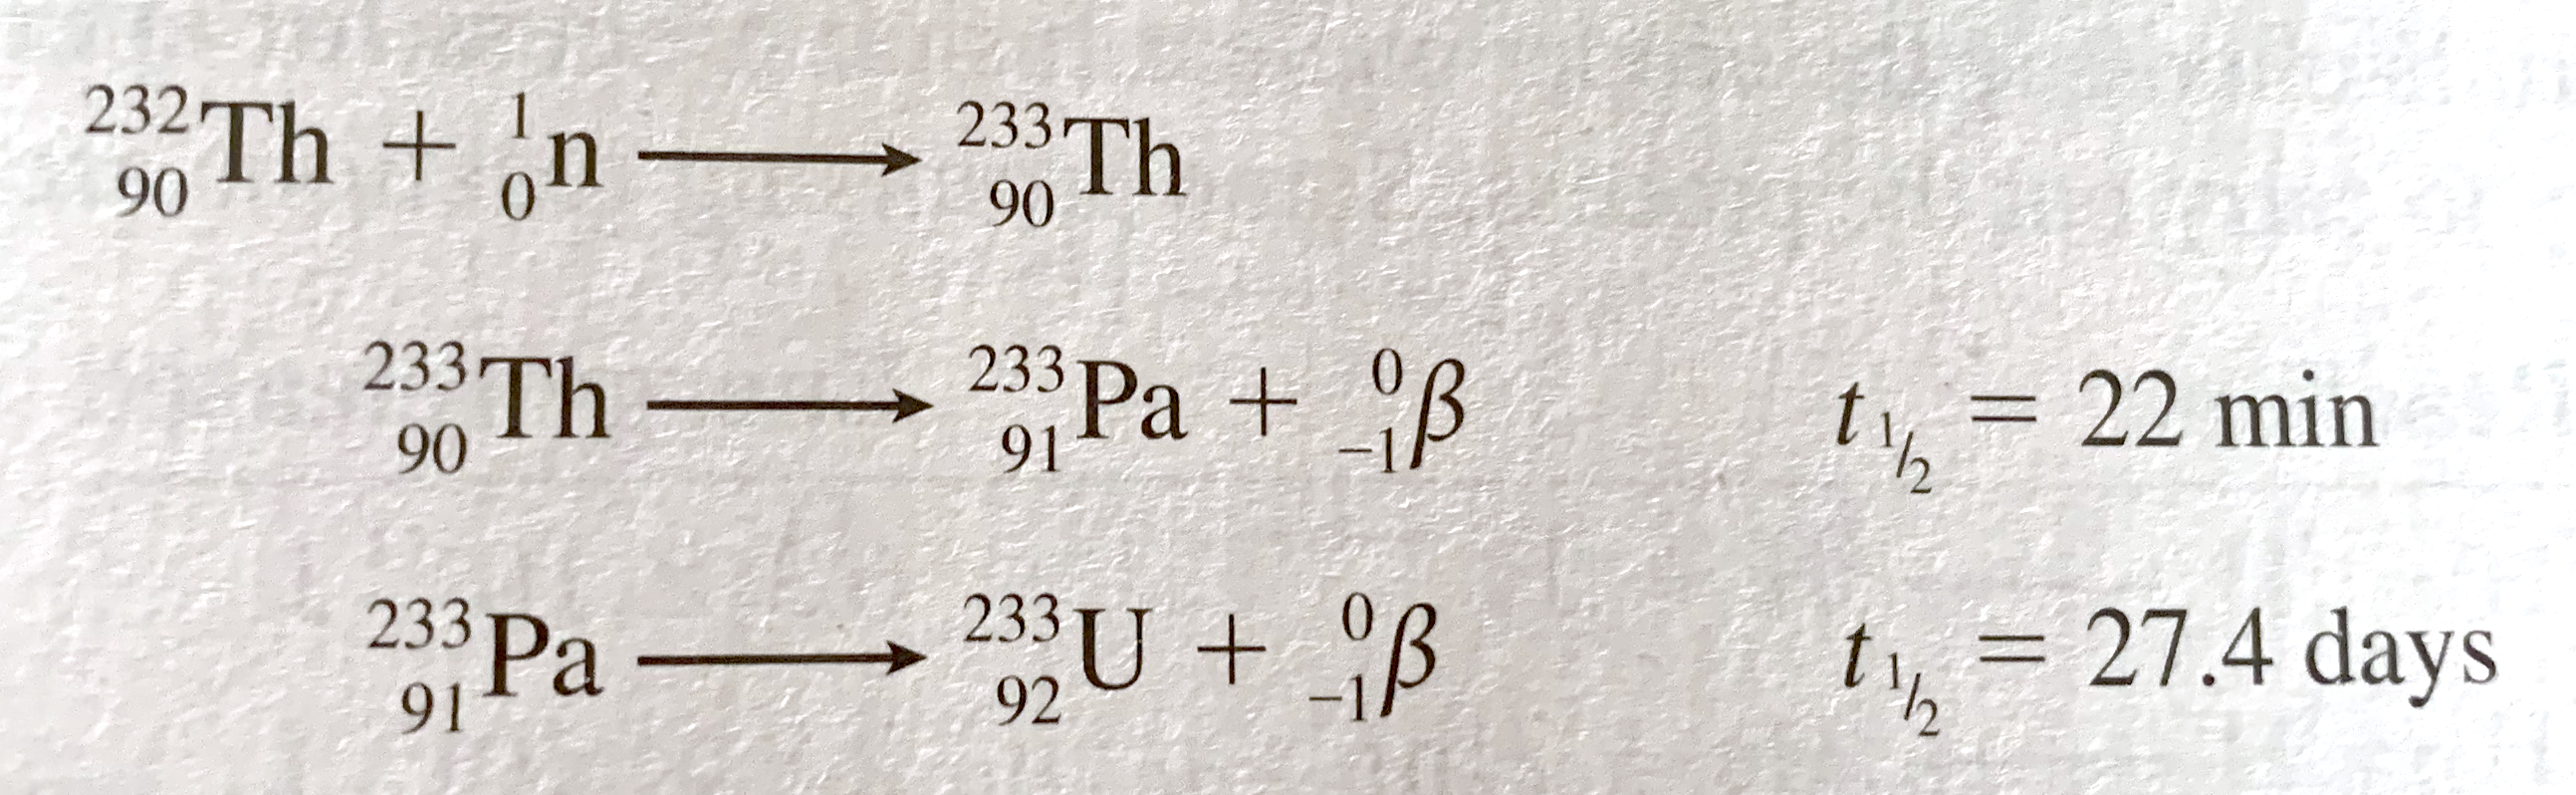 ²³²₉₀Th + ¹₀n ⟶ ²³³₉₀Th
²³³₉₀Th ⟶ ²³³₉₁Pa + ⁰₋₁β t½ = 22 min
²³³₉₁Pa ⟶ ²³³₉₂U + ⁰₋₁β t½ = 27.4 days